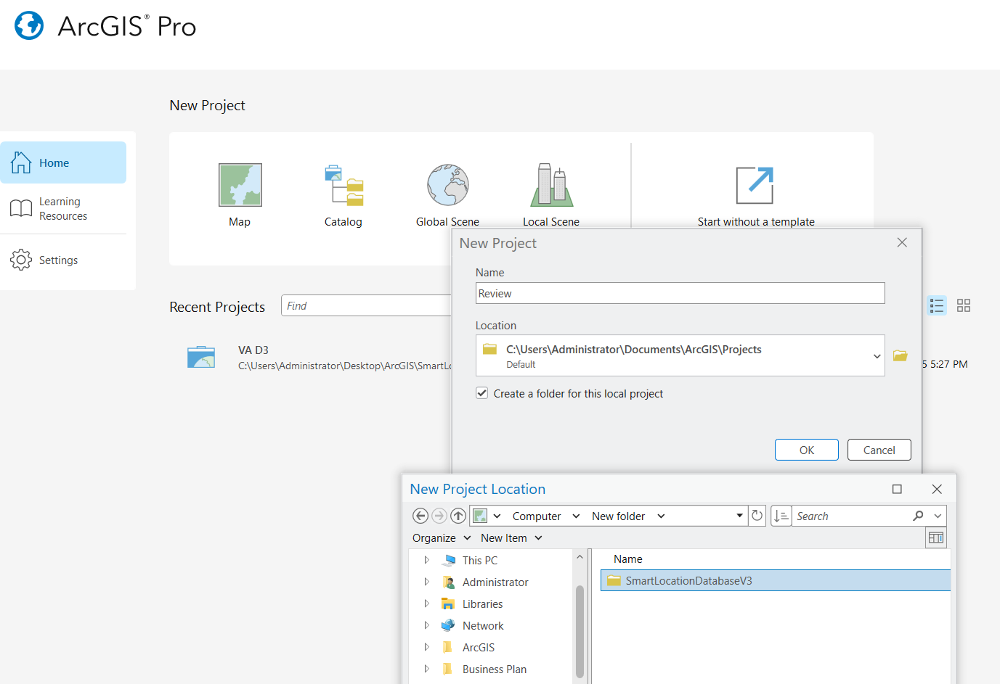 ArcGIS® Pro
New Project
Home
Learning
Resources
Settings
Map
Catalog
Global Scene
Local Scene
Start without a template
Recent Projects
Find
VA D3
C:\Users\Administrator\Desktop\ArcGIS\SmartLo
5 5:27 PM
New Project
Name
Review
Location
C:\Users\Administrator\Documents\ArcGIS\Projects
Default
Create a folder for this local project
OK
Cancel
New Project Location
Computer
New folder
Search
Organize
New Item
This PC
Administrator
Libraries
Network
ArcGIS
Business Plan
Name
SmartLocationDatabaseV3